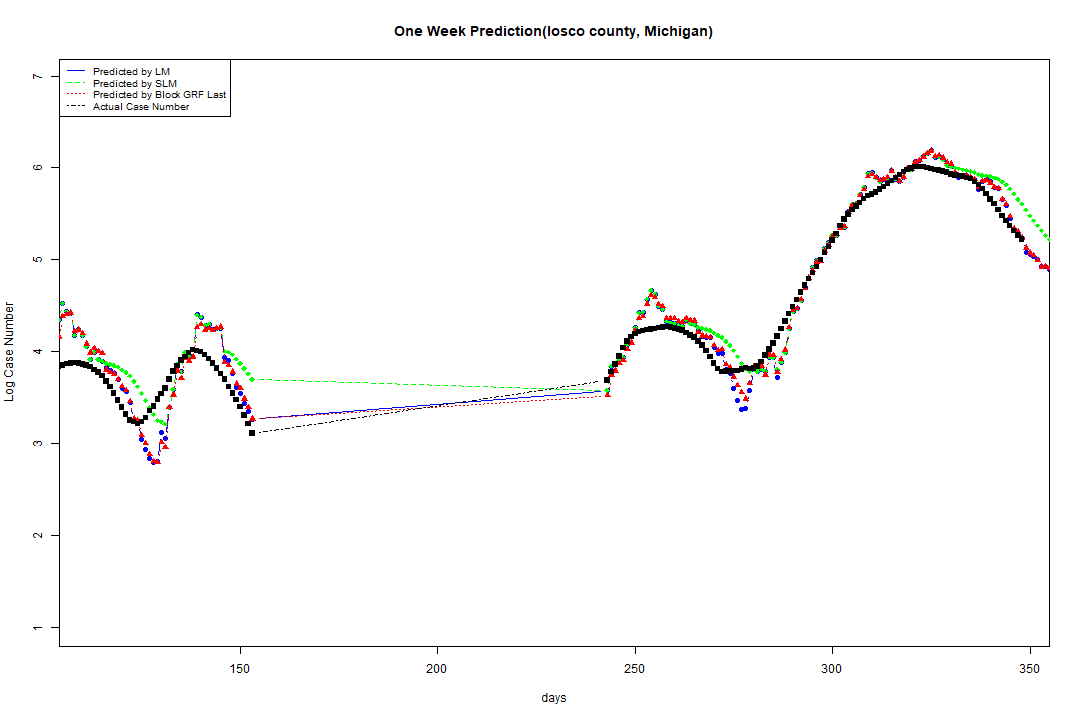 One Week Prediction(Iosco county, Michigan)
Predicted by LM
Predicted by SLM
Predicted by Block GRF Last
Actual Case Number
Log Case Number
7
6
5
4
3
2
1
150
200
250
300
350
days